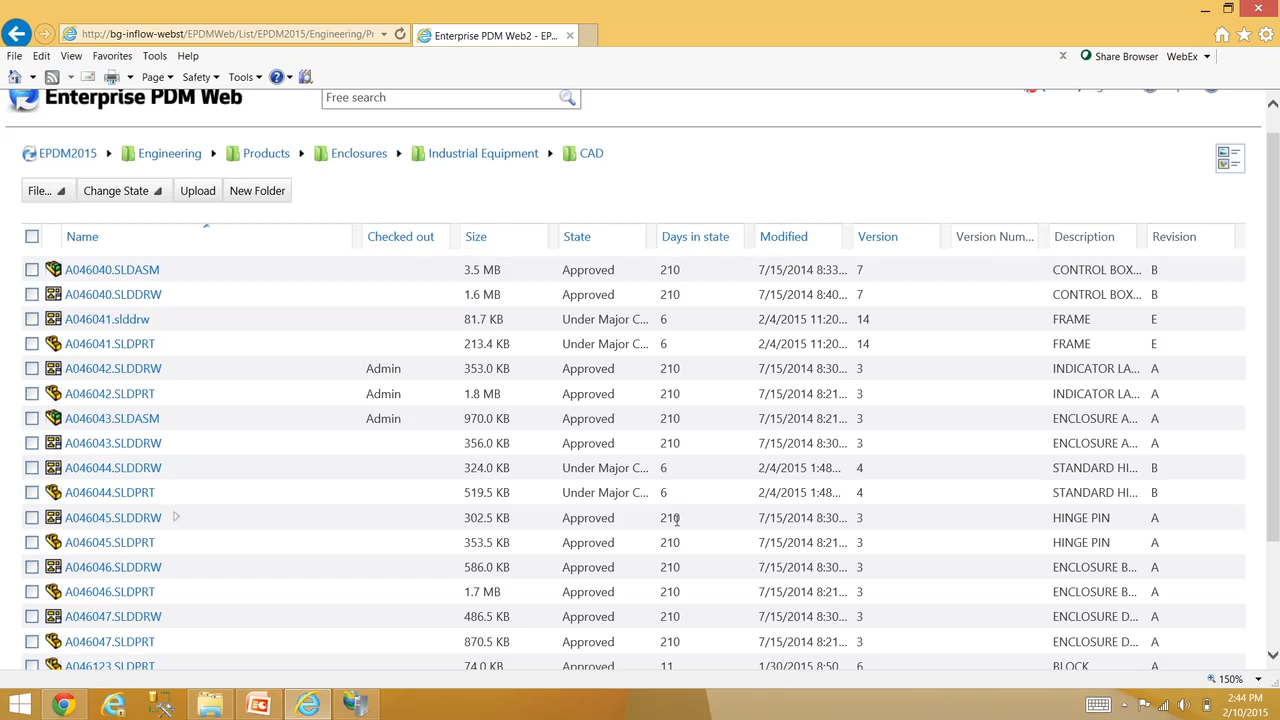 http://bg-inflow-webst/EPDMWeb/List/EPDM2015/Engineering/Pr
Enterprise PDM Web2 - EP...
File Edit View Favorites Tools Help
x Share Browser WebEx
Page Safety Tools
Enterprise PDM Web
Free search
EPDM2015 Engineering Products Enclosures Industrial Equipment CAD
File... Change State Upload New Folder
Name Checked out Size State Days in state Modified Version Version Num... Description Revision
A046040.SLDASM 3.5 MB Approved 210 7/15/2014 8:33... 7 CONTROL BOX... B
A046040.SLDDRW 1.6 MB Approved 210 7/15/2014 8:40... 7 CONTROL BOX... B
A046041.slddrw 81.7 KB Under Major C... 6 2/4/2015 11:20... 14 FRAME E
A046041.SLDPRT 213.4 KB Under Major C... 6 2/4/2015 11:20... 14 FRAME E
A046042.SLDDRW Admin 353.0 KB Approved 210 7/15/2014 8:30... 3 INDICATOR LA... A
A046042.SLDPRT Admin 1.8 MB Approved 210 7/15/2014 8:21... 3 INDICATOR LA... A
A046043.SLDASM Admin 970.0 KB Approved 210 7/15/2014 8:21... 3 ENCLOSURE A... A
A046043.SLDDRW 356.0 KB Approved 210 7/15/2014 8:30... 3 ENCLOSURE A... A
A046044.SLDDRW 324.0 KB Under Major C... 6 2/4/2015 1:48... 4 STANDARD HI... B
A046044.SLDPRT 519.5 KB Under Major C... 6 2/4/2015 1:48... 4 STANDARD HI... B
A046045.SLDDRW 302.5 KB Approved 210 7/15/2014 8:30... 3 HINGE PIN A
A046045.SLDPRT 353.5 KB Approved 210 7/15/2014 8:21... 3 HINGE PIN A
A046046.SLDDRW 586.0 KB Approved 210 7/15/2014 8:30... 3 ENCLOSURE B... A
A046046.SLDPRT 1.7 MB Approved 210 7/15/2014 8:21... 3 ENCLOSURE B... A
A046047.SLDDRW 486.5 KB Approved 210 7/15/2014 8:30... 3 ENCLOSURE D... A
A046047.SLDPRT 870.5 KB Approved 210 7/15/2014 8:21... 3 ENCLOSURE D... A
A046123.SLDPRT 74.0 KB Approved 11 1/30/2015 8:50 6 BLOCK A
150%
2:44 PM
2/10/2015